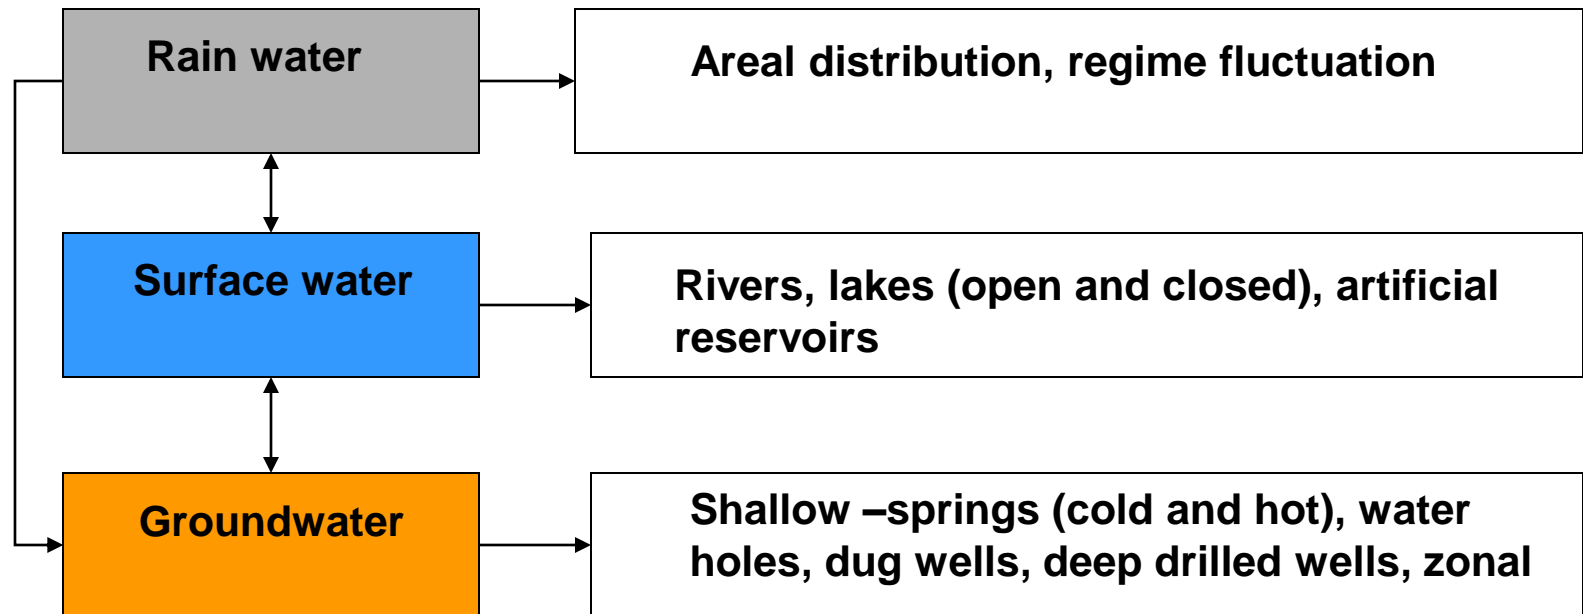 Rain water
Areal distribution, regime fluctuation
Surface water
Rivers, lakes (open and closed), artificial
reservoirs
Groundwater
Shallow –springs (cold and hot), water
holes, dug wells, deep drilled wells, zonal